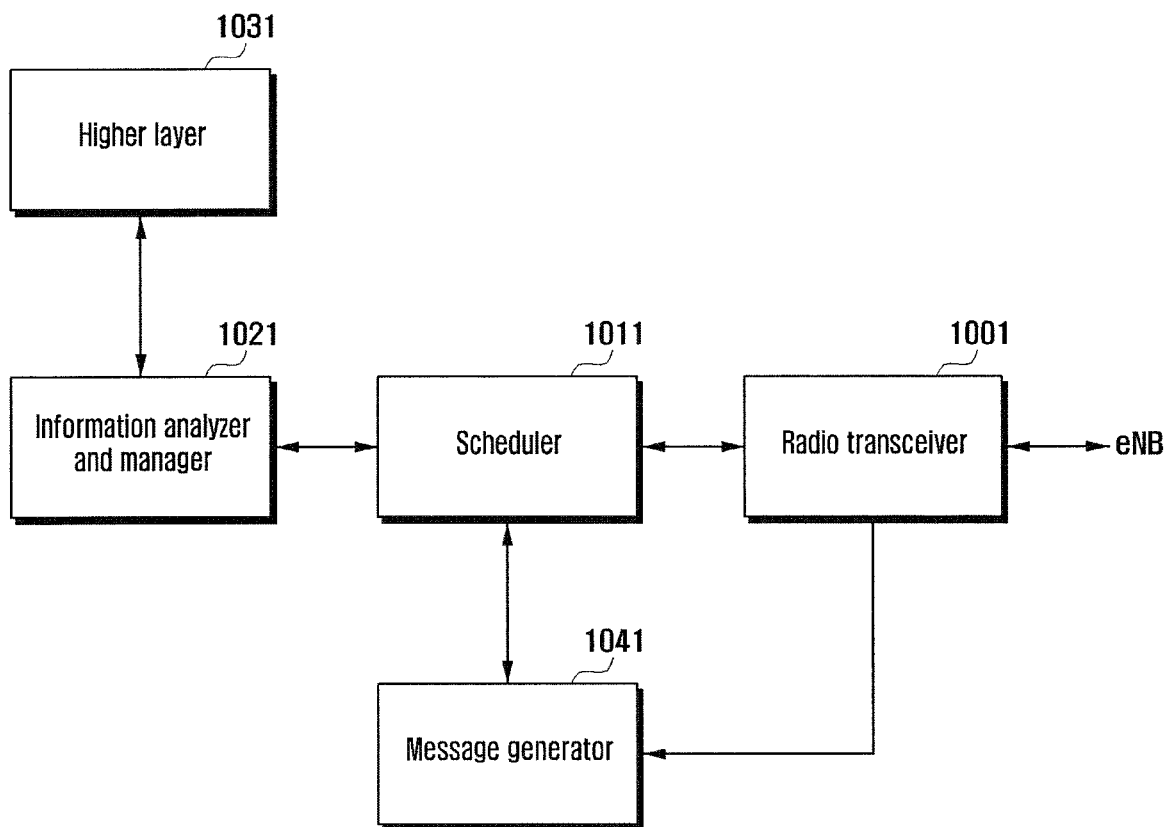 1031
Higher layer
1021
Information analyzer
and manager
1011
Scheduler
1001
Radio transceiver
eNB
1041
Message generator